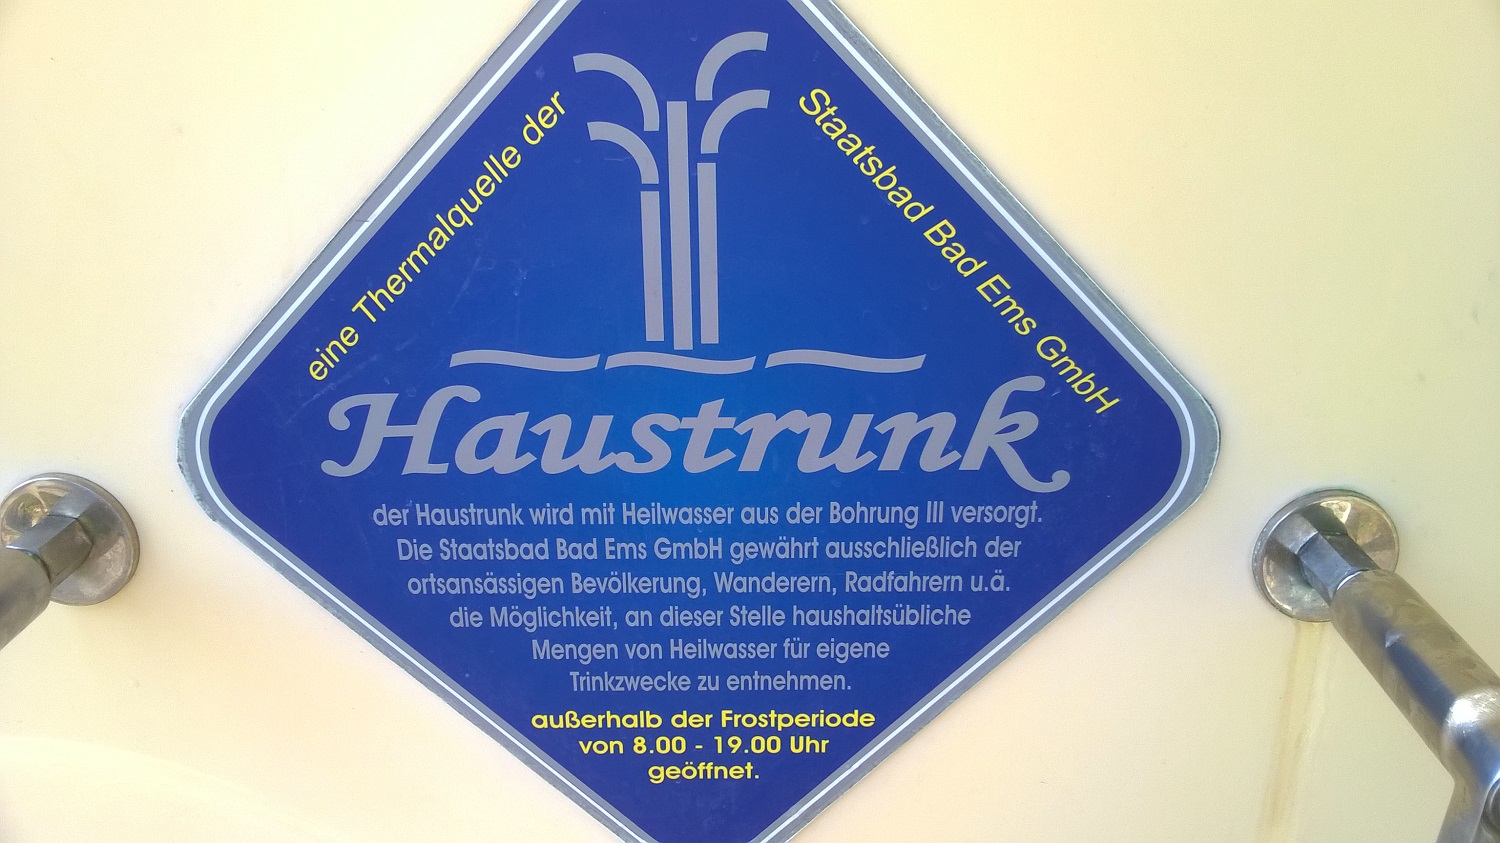 eine Thermalquelle der
Staatsbad Bad Ems GmbH
Haustrunk
der Haustrunk wird mit Heilwasser aus der Bohrung III versorgt.
Die Staatsbad Bad Ems GmbH gewährt ausschließlich der
ortsansässigen Bevölkerung, Wanderern, Radfahrern u.ä.
die Möglichkeit, an dieser Stelle haushaltsübliche
Mengen von Heilwasser für eigene
Trinkzwecke zu entnehmen.
außerhalb der Frostperiode
von 8.00 - 19.00 Uhr
geöffnet.